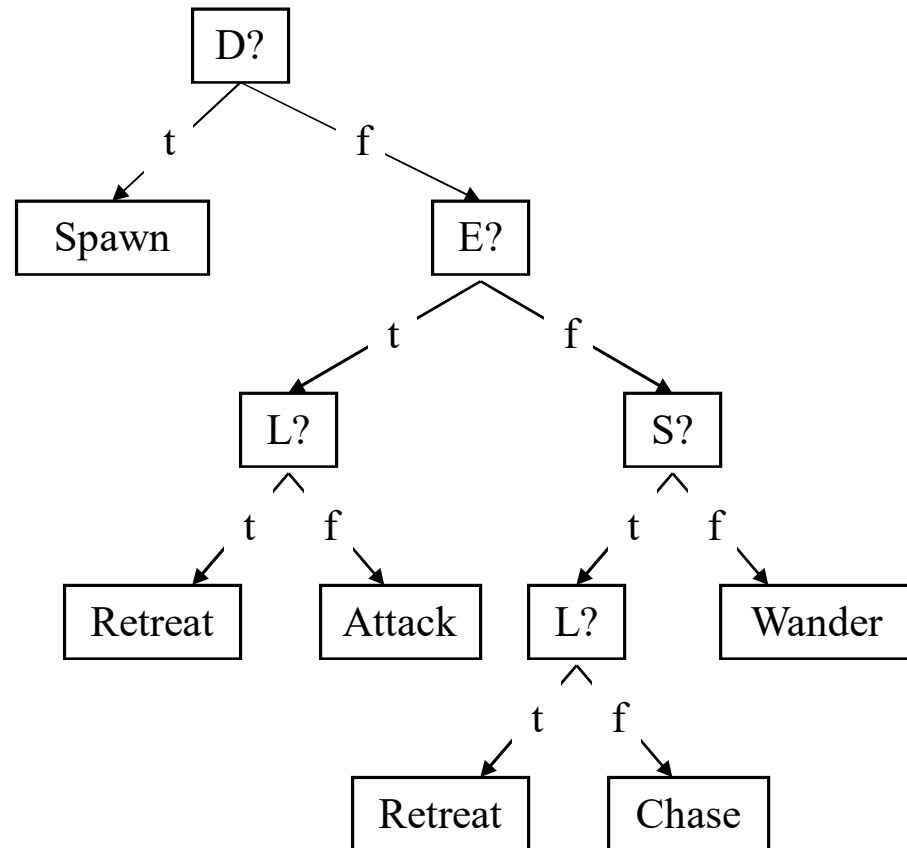 D?
t
f
Spawn
E?
t
f
L?
S?
t
f
t
f
Retreat
Attack
L?
Wander
t
f
Retreat
Chase